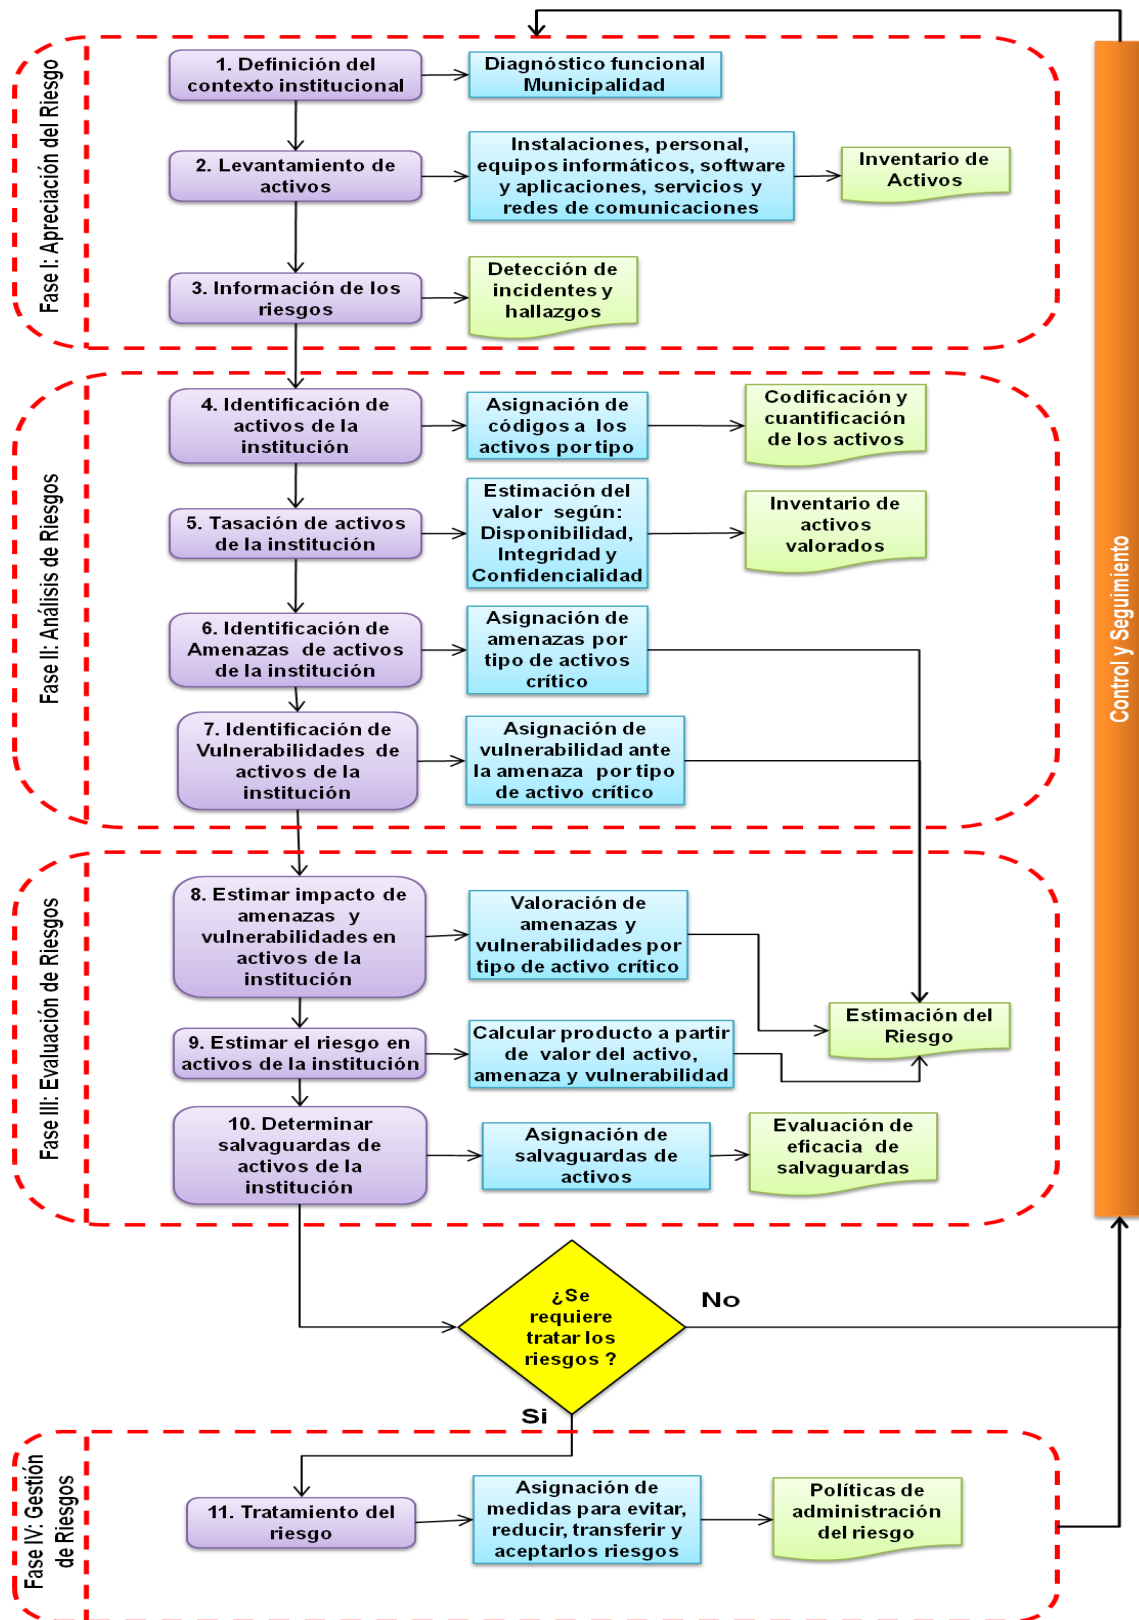 Fase I: Apreciación del Riesgo
1. Definición del
contexto institucional
Diagnóstico funcional
Municipalidad
2. Levantamiento de
activos
Instalaciones, personal,
equipos informáticos, software
y aplicaciones, servicios y
redes de comunicaciones
Inventario de
Activos
3. Información de los
riesgos
Detección de
incidentes y
hallazgos
Fase II: Análisis de Riesgos
4. Identificación de
activos de la
institución
Asignación de
códigos a los
activos por tipo
Codificación y
cuantificación
de los activos
5. Tasación de activos
de la institución
Estimación del
valor según:
Disponibilidad,
Integridad y
Confidencialidad
Inventario de
activos
valorados
6. Identificación de
Amenazas de activos
de la institución
Asignación de
amenazas por
tipo de activos
crítico
7. Identificación de
Vulnerabilidades de
activos de la
institución
Asignación de
vulnerabilidad ante
la amenaza por tipo
de activo crítico
Control y Seguimiento
Fase III: Evaluación de Riesgos
8. Estimar impacto de
amenazas y
vulnerabilidades en
activos de la
institución
Valoración de
amenazas y
vulnerabilidades por
tipo de activo crítico
Estimación del
Riesgo
9. Estimar el riesgo en
activos de la institución
Calcular producto a partir
de valor del activo,
amenaza y vulnerabilidad
10. Determinar
salvaguardas de
activos de la
institución
Asignación de
salvaguardas de
activos
Evaluación de
eficacia de
salvaguardas
¿Se
requiere
tratar los
riesgos ?
No
Si
Fase IV: Gestión
de Riesgos
11. Tratamiento del
riesgo
Asignación de
medidas para evitar,
reducir, transferir y
aceptarlos riesgos
Políticas de
administración
del riesgo